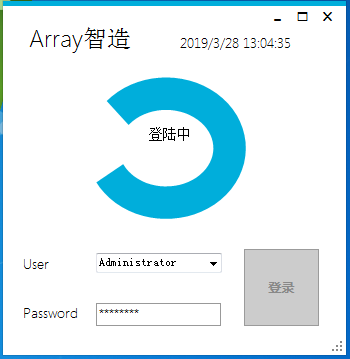 Array智造
2019/3/28 13:04:35
登陆中
User
Administrator
登录
Password
********